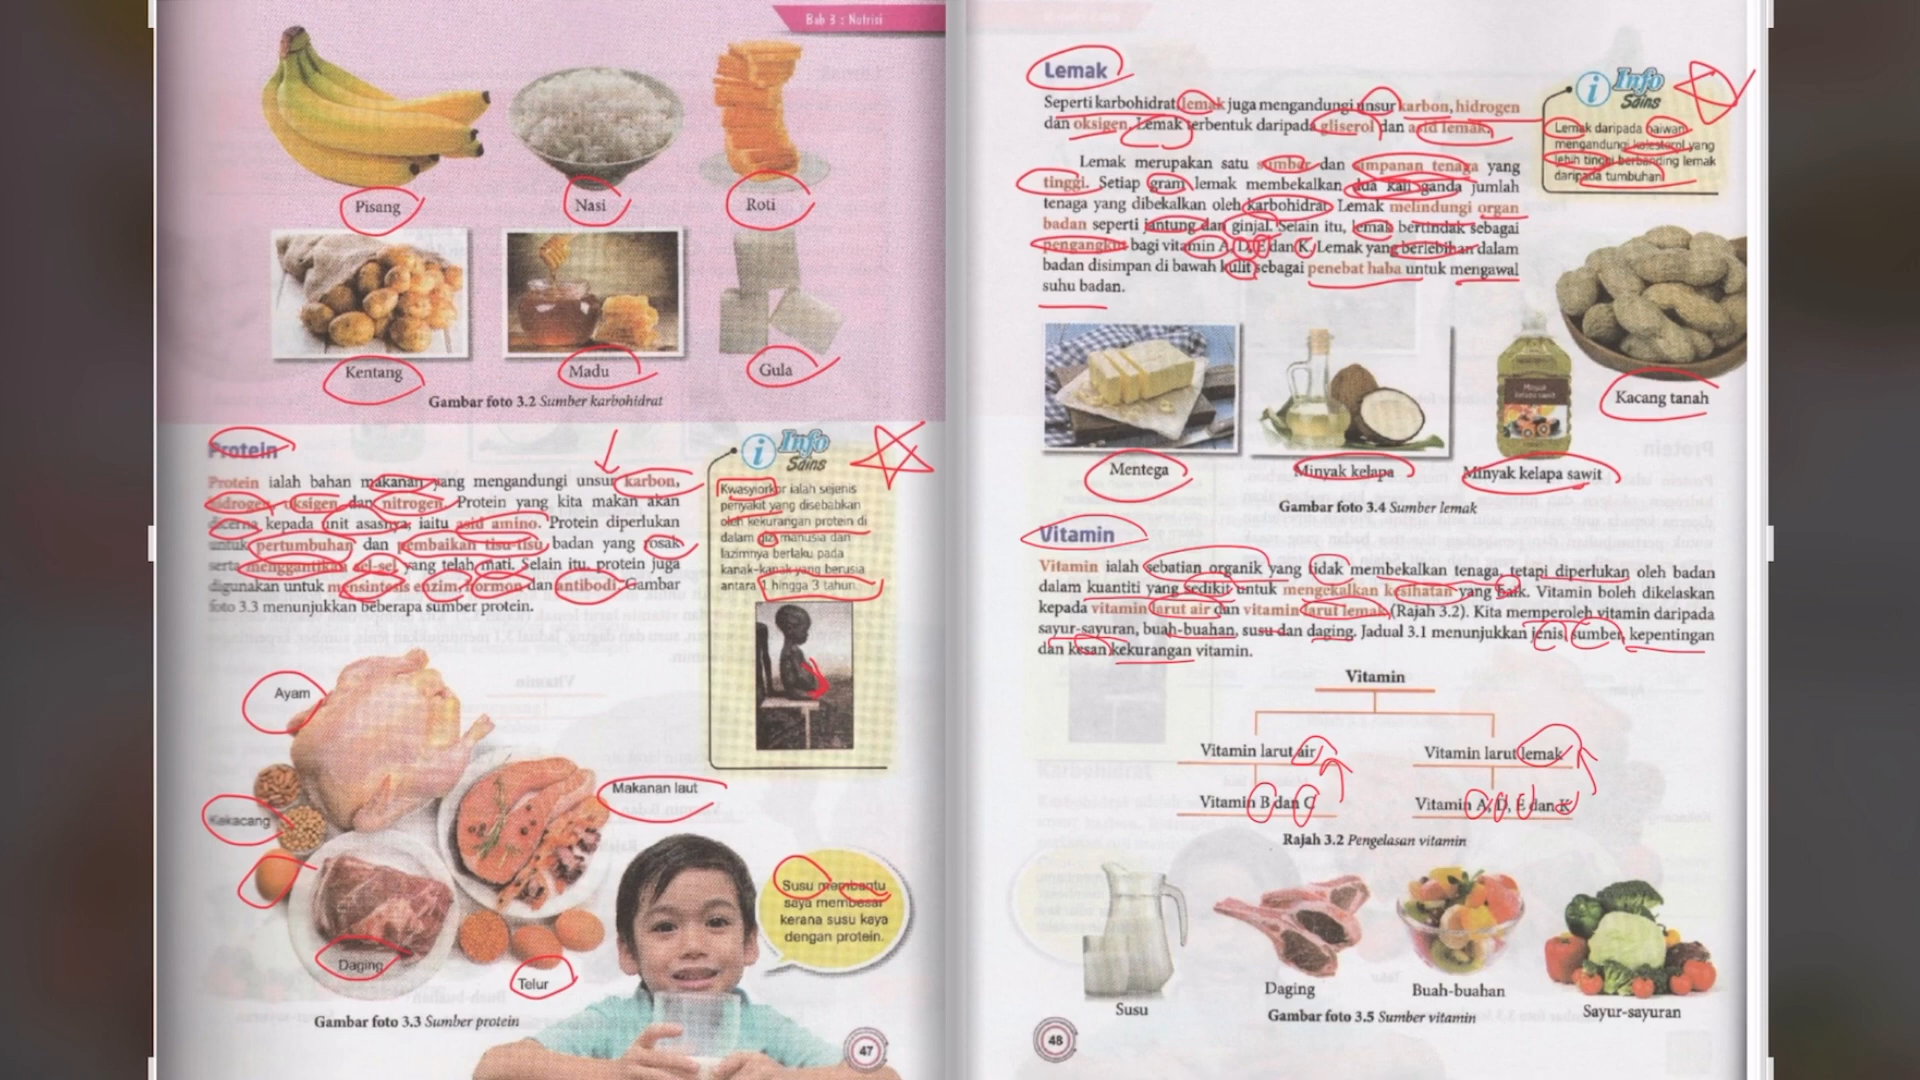 Bab 3 : Nutrisi
Pisang
Nasi
Roti
Kentang
Madu
Gula
Gambar foto 3.2 Sumber karbohidrat
Protein
Protein ialah bahan makanan yang mengandungi unsur karbon,
hidrogen, oksigen dan nitrogen. Protein yang kita makan akan
dicerna kepada unit asasnya, iaitu asid amino. Protein diperlukan
untuk pertumbuhan dan pembaikan tisu-tisu badan yang rosak
serta menggantikan sel-sel yang telah mati. Selain itu, protein juga
digunakan untuk mensintesis enzim, hormon dan antibodi. Gambar
foto 3.3 menunjukkan beberapa sumber protein.
i Info
Sains
Kwasyiorkor ialah sejenis
penyakit yang disebabkan
oleh kekurangan protein di
dalam gizi manusia dan
lazimnya berlaku pada
kanak-kanak yang berusia
antara 1 hingga 3 tahun.
Ayam
Kekacang
Makanan laut
Daging
Telur
Susu membantu
saya membesar
kerana susu kaya
dengan protein.
Gambar foto 3.3 Sumber protein
47
Lemak
Seperti karbohidrat, lemak juga mengandungi unsur karbon, hidrogen
dan oksigen. Lemak terbentuk daripada gliserol dan asid lemak.
Lemak merupakan satu sumber dan simpanan tenaga yang
tinggi. Setiap gram lemak membekalkan dua kali ganda jumlah
tenaga yang dibekalkan oleh karbohidrat. Lemak melindungi organ
badan seperti jantung dan ginjal. Selain itu, lemak bertindak sebagai
pengangkut bagi vitamin A, D, E dan K. Lemak yang berlebihan dalam
badan disimpan di bawah kulit sebagai penebat haba untuk mengawal
suhu badan.
i Info
Sains
Lemak daripada haiwan
mengandungi kolesterol yang
lebih tinggi berbanding lemak
daripada tumbuhan
Minyak
kelapa sawit
Kacang tanah
Mentega
Minyak kelapa
Minyak kelapa sawit
Gambar foto 3.4 Sumber lemak
Vitamin
Vitamin ialah sebatian organik yang tidak membekalkan tenaga, tetapi diperlukan oleh badan
dalam kuantiti yang sedikit untuk mengekalkan kesihatan yang baik. Vitamin boleh dikelaskan
kepada vitamin larut air dan vitamin larut lemak (Rajah 3.2). Kita memperoleh vitamin daripada
sayur-sayuran, buah-buahan, susu dan daging. Jadual 3.1 menunjukkan jenis, sumber, kepentingan
dan kesan kekurangan vitamin.
Vitamin
Vitamin larut air
Vitamin larut lemak
Vitamin B dan C
Vitamin A, D, E dan K
Rajah 3.2 Pengelasan vitamin
Susu
Daging
Buah-buahan
Sayur-sayuran
Gambar foto 3.5 Sumber vitamin
48